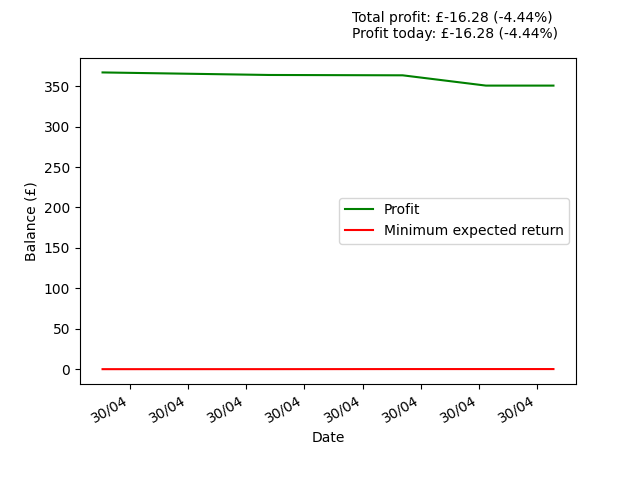 Total profit: £-16.28 (-4.44%)
Profit today: £-16.28 (-4.44%)
350
300
250
200
150
100
50
0
Balance (£)
Profit
Minimum expected return
30/04 30/04 30/04 30/04 30/04 30/04 30/04 30/04
Date